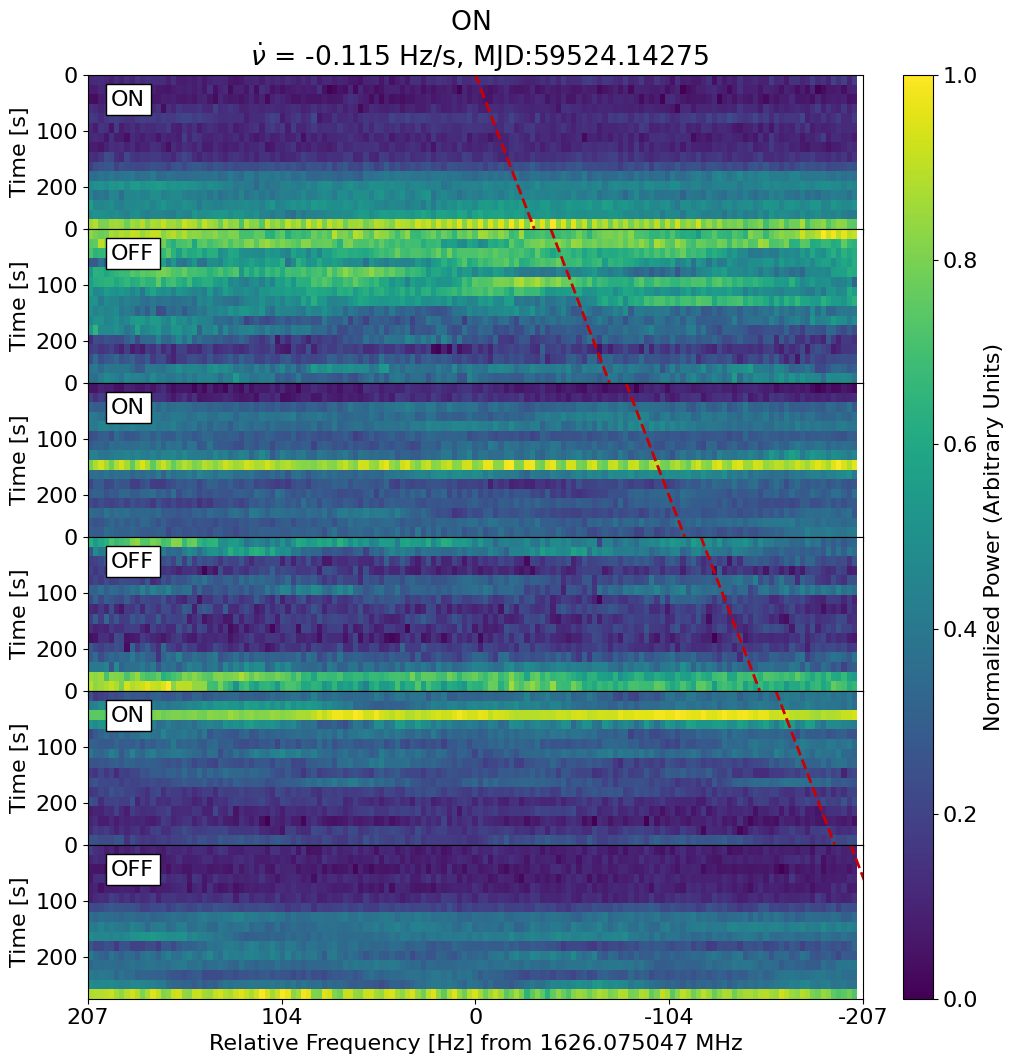 ON
ν̇ = -0.115 Hz/s, MJD:59524.14275
0
100
200
Time [s]
ON
0
100
200
Time [s]
OFF
0
100
200
Time [s]
ON
0
100
200
Time [s]
OFF
0
100
200
Time [s]
ON
0
100
200
Time [s]
OFF
207
104
0
-104
-207
Relative Frequency [Hz] from 1626.075047 MHz
1.0
0.8
0.6
0.4
0.2
0.0
Normalized Power (Arbitrary Units)